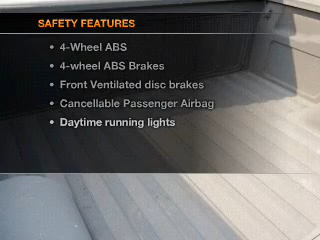 SAFETY FEATURES
• 4-Wheel ABS
• 4-wheel ABS Brakes
• Front Ventilated disc brakes
• Cancellable Passenger Airbag
• Daytime running lights